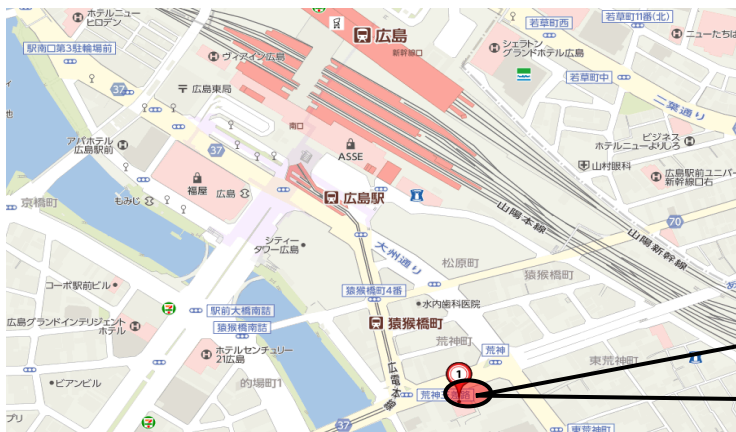 ホテルニュー
ヒロデン
駅南口第3駐輪場前
広島
新幹線口
若草町西
若草町11番(北)
ニューたちは
シェラトン
グランドホテル広島
若草町中
ヴィアイン広島
広島東局
37
南口
二葉通り
アパホテル
広島駅前
37
ASSE
ビジネス
ホテルニューよりしろ
山村眼科
広島駅前ユニバー
新幹線口右
福屋
広島
もみじ
広島駅
京橋町
山陽本線
山陽新幹線
70
シティー
タワー広島
大州通り
松原町
猿猴橋町
コーポ駅前ビル
猿猴橋町4番
水内歯科医院
駅前大橋南詰
広島グランドインテリジェント
ホテル
猿猴橋南詰
猿猴橋町
荒神町
荒神
東荒神町
ホテルセンチュリー
21広島
的場町1
ビアンビル
1
プリ
37
東荒神町